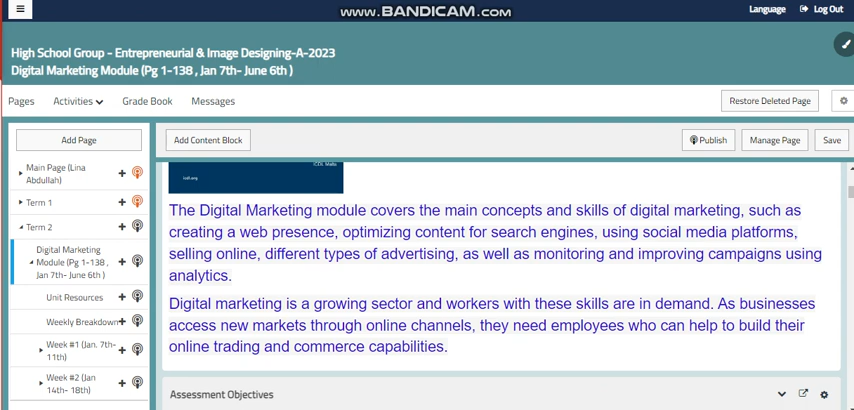 www.BANDICAM.com
Language Log Out
High School Group - Entrepreneurial & Image Designing-A-2023
Digital Marketing Module (Pg 1-138 , Jan 7th- June 6th )
Pages Activities Grade Book Messages Restore Deleted Page
Add Page Add Content Block Publish Manage Page Save
Main Page (Lina
Abdullah)
Term 1
Term 2
Digital Marketing
Module (Pg 1-138 ,
Jan 7th- June 6th )
Unit Resources
Weekly Breakdown
Week #1 (Jan. 7th-
11th)
Week #2 (Jan
14th- 18th)
ICDL Malta
icdl.org
The Digital Marketing module covers the main concepts and skills of digital marketing, such as
creating a web presence, optimizing content for search engines, using social media platforms,
selling online, different types of advertising, as well as monitoring and improving campaigns using
analytics.
Digital marketing is a growing sector and workers with these skills are in demand. As businesses
access new markets through online channels, they need employees who can help to build their
online trading and commerce capabilities.
Assessment Objectives